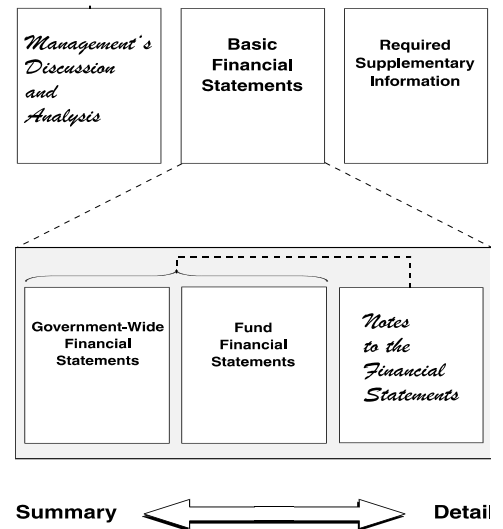 Management's
Discussion
and
Analysis
Basic
Financial
Statements
Required
Supplementary
Information
Government-Wide
Financial
Statements
Fund
Financial
Statements
Notes
to the
Financial
Statements
Summary
Detail